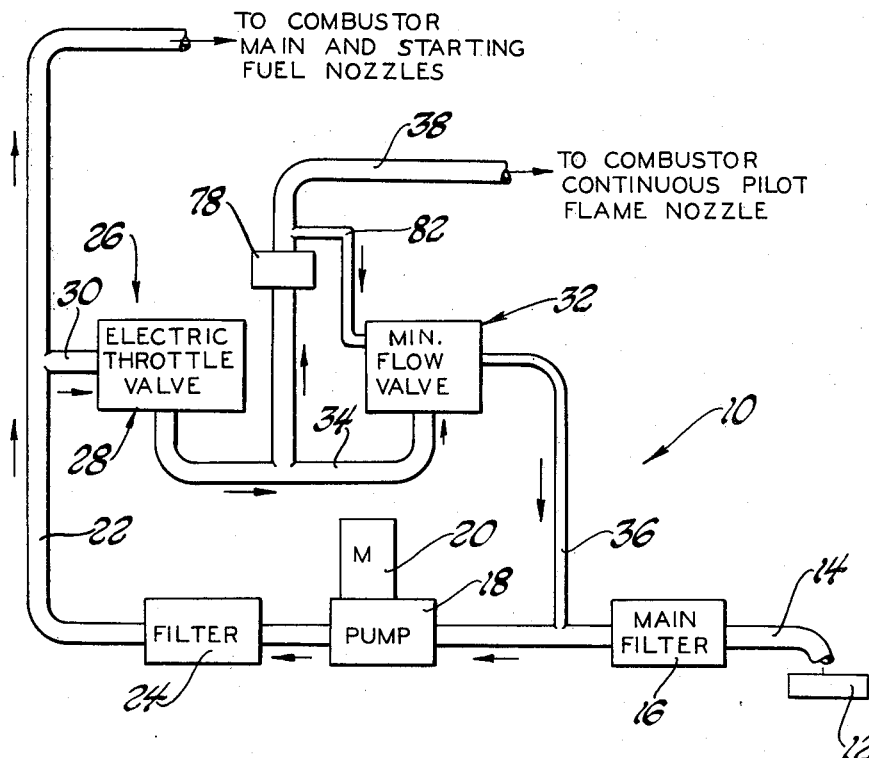 TO COMBUSTOR
MAIN AND STARTING
FUEL NOZZLES
38
TO COMBUSTOR
CONTINUOUS PILOT
FLAME NOZZLE
78
82
26
32
30
ELECTRIC
THROTTLE
VALVE
MIN.
FLOW
VALVE
10
28
34
22
M
20
36
18
14
FILTER
PUMP
MAIN
FILTER
24
16
12